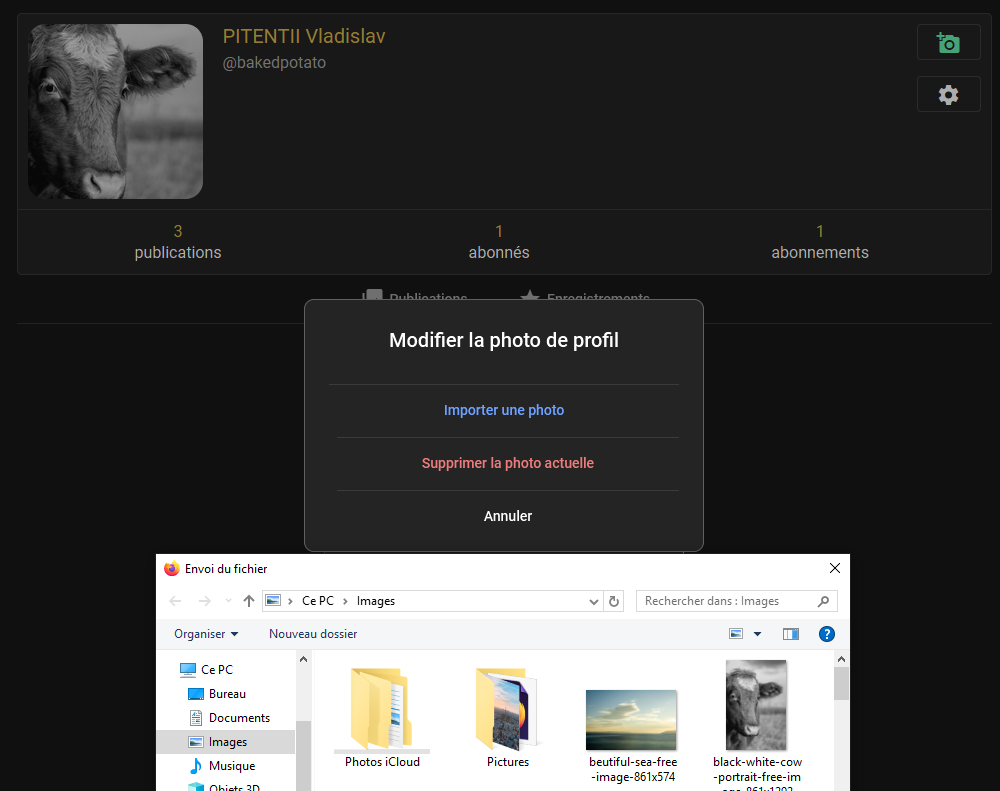 PITENTII Vladislav
@bakedpotato
3 1 1
publications abonnés abonnements
Publications Enregistrements
Modifier la photo de profil
Importer une photo
Supprimer la photo actuelle
Annuler
Envoi du fichier
Ce PC Images Rechercher dans : Images
Organiser Nouveau dossier
Ce PC
Bureau
Documents
Images
Musique
Objets 3D
Photos iCloud
Pictures
beutiful-sea-free
-image-861x574
black-white-cow
-portrait-free-im
age-861x1292